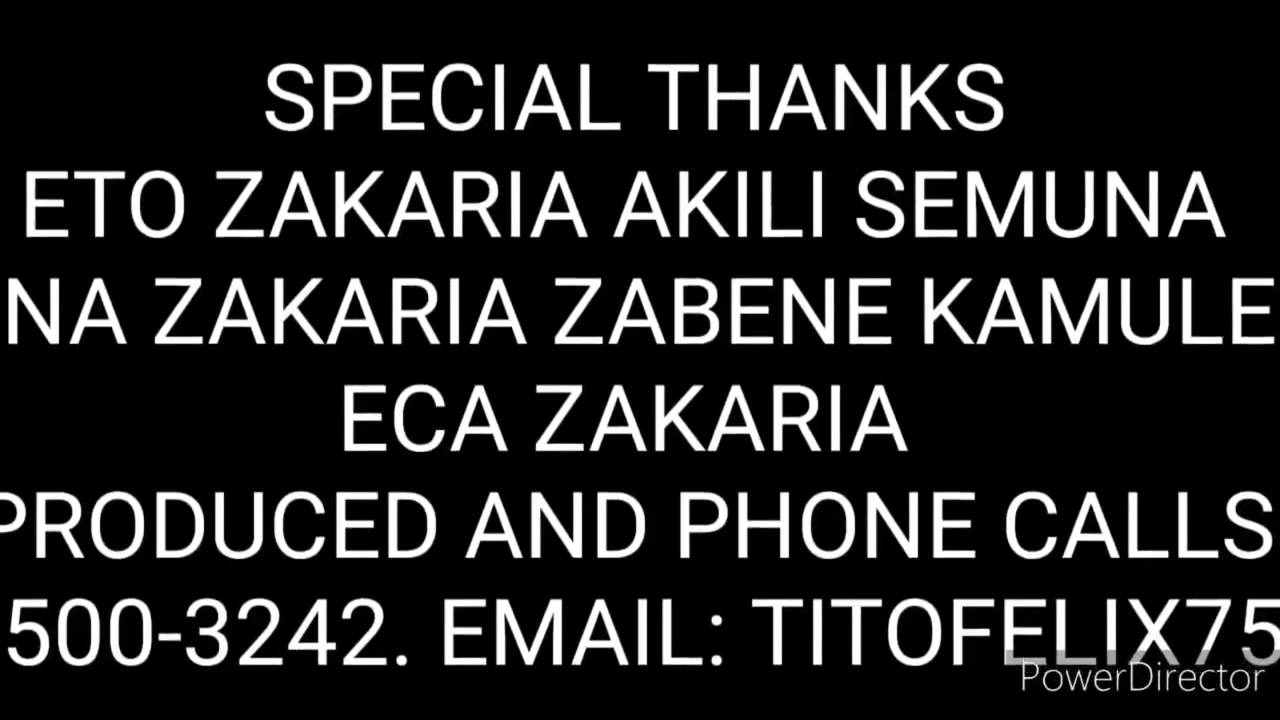 SPECIAL THANKS
ETO ZAKARIA AKILI SEMUNA
NA ZAKARIA ZABENE KAMULE
ECA ZAKARIA
PRODUCED AND PHONE CALLS
500-3242. EMAIL: TITOFELIX75
PowerDirector